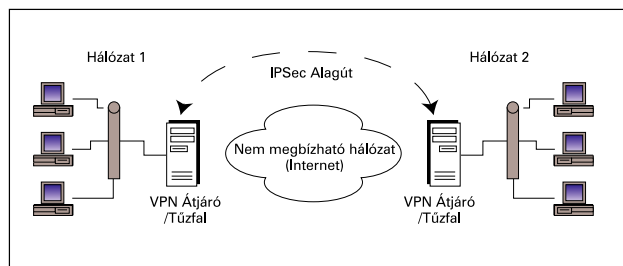 Hálózat 1
Hálózat 2
IPSec Alagút
Nem megbízható hálózat
(Internet)
VPN Átjáró
/Tűzfal
VPN Átjáró
/Tűzfal